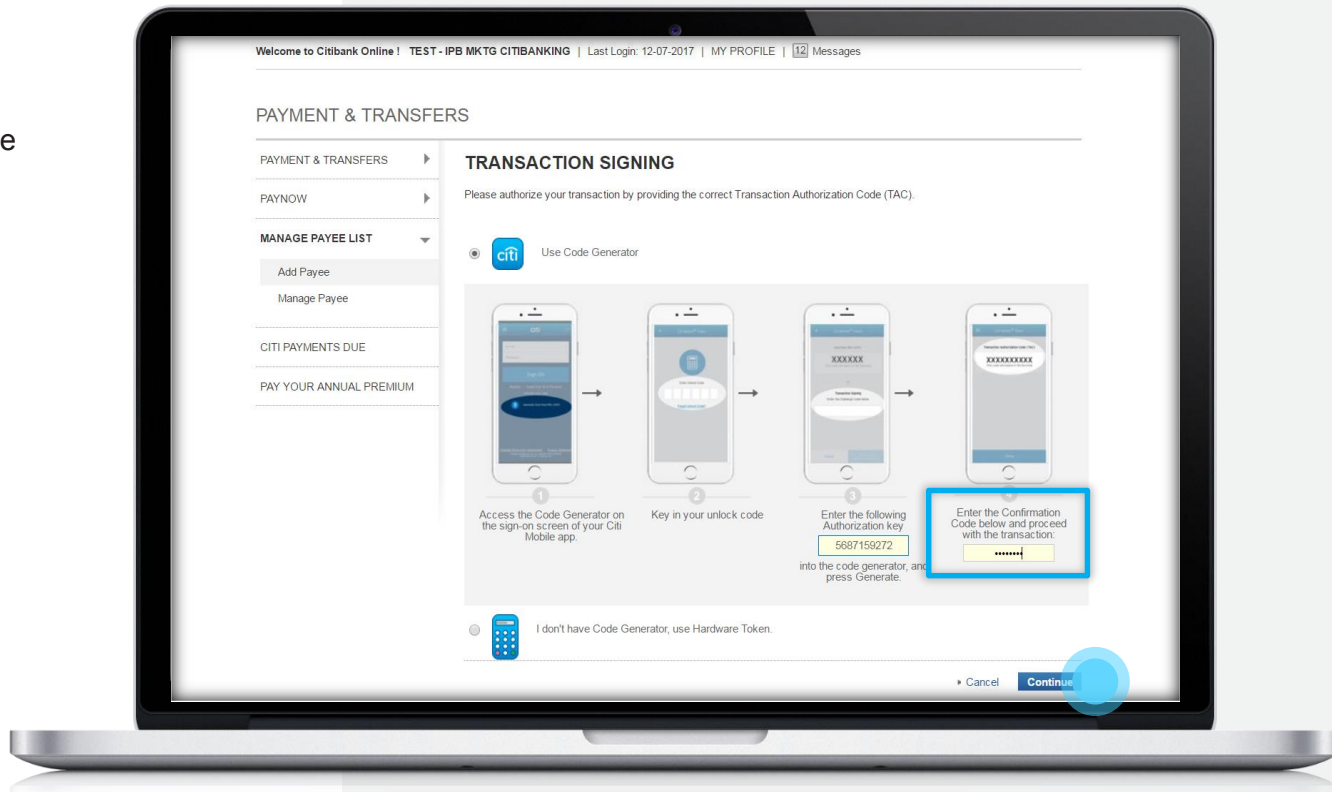 e
Welcome to Citibank Online ! TEST - IPB MKTG CITIBANKING | Last Login: 12-07-2017 | MY PROFILE | 12 Messages
PAYMENT & TRANSFERS
PAYMENT & TRANSFERS
PAYNOW
MANAGE PAYEE LIST
Add Payee
Manage Payee
CITI PAYMENTS DUE
PAY YOUR ANNUAL PREMIUM
TRANSACTION SIGNING
Please authorize your transaction by providing the correct Transaction Authorization Code (TAC).
citi Use Code Generator
citi
Sign On
XXXXXX
XXXXXXXXXX
1
Access the Code Generator on
the sign-on screen of your Citi
Mobile app.
2
Key in your unlock code
3
Enter the following
Authorization key
5687159272
into the code generator, and
press Generate.
4
Enter the Confirmation
Code below and proceed
with the transaction:
••••••••
I don't have Code Generator, use Hardware Token.
Cancel Continue